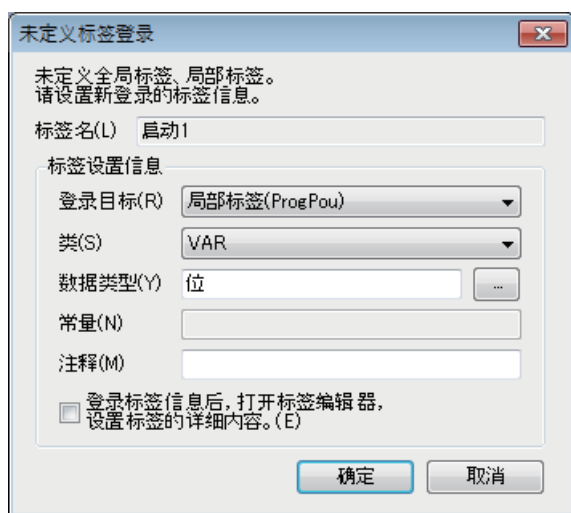 未定义标签登录
未定义全局标签、局部标签。
请设置新登录的标签信息。
标签名(L) 启动1
标签设置信息
登录目标(R) 局部标签(ProgPou)
类(S) VAR
数据类型(Y) 位 ...
常量(N)
注释(M)
登录标签信息后,打开标签编辑器,
设置标签的详细内容。(E)
确定 取消